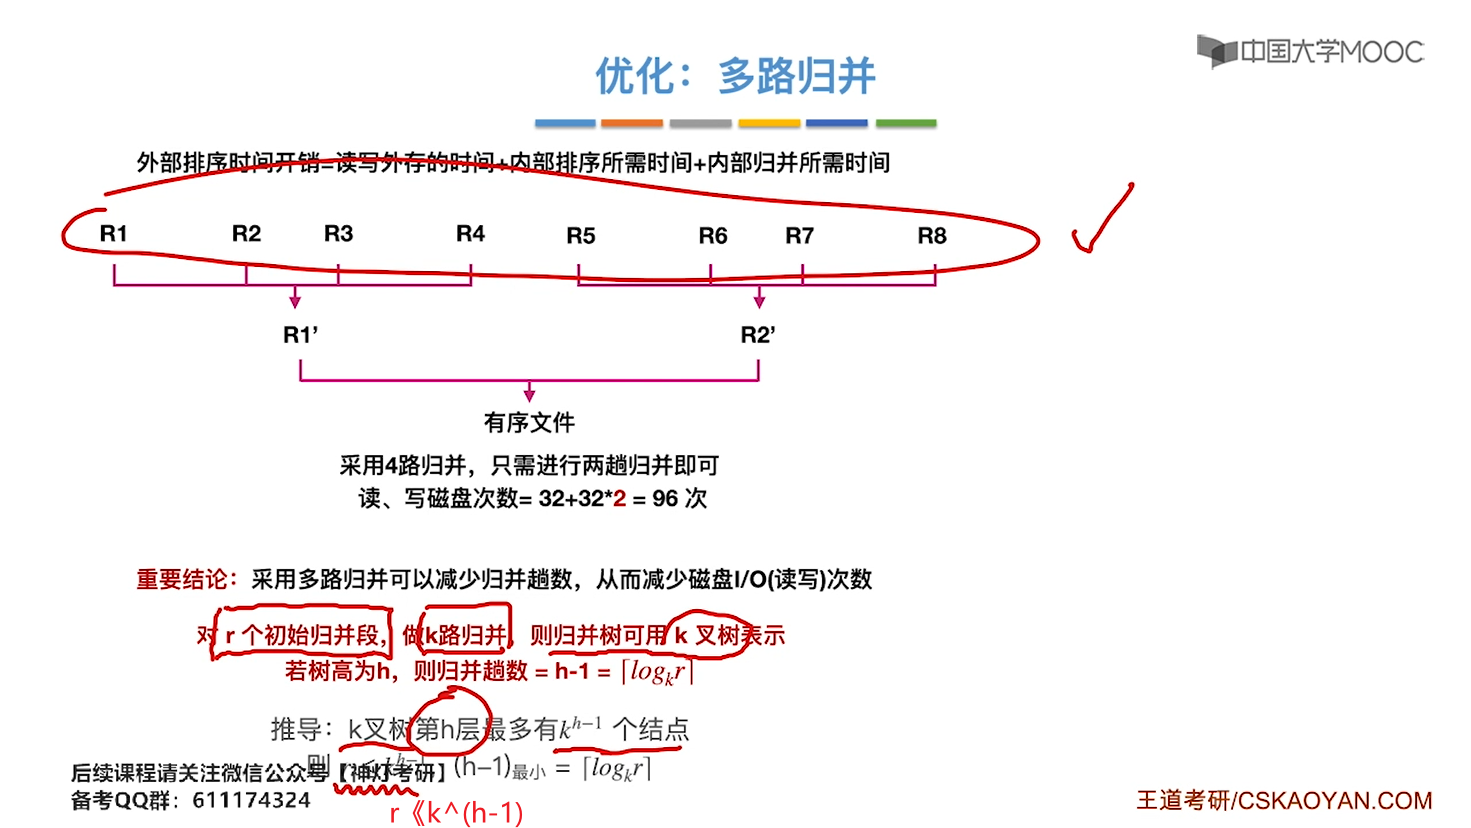 中国大学MOOC
优化：多路归并
外部排序时间开销=读写外存的时间+内部排序所需时间+内部归并所需时间
R1 R2 R3 R4 R5 R6 R7 R8
R1’ R2’
有序文件
采用4路归并，只需进行两趟归并即可
读、写磁盘次数= 32+32*2 = 96 次
重要结论：采用多路归并可以减少归并趟数，从而减少磁盘I/O(读写)次数
对 r 个初始归并段，做k路归并，则归并树可用 k 叉树表示
若树高为h，则归并趟数 = h-1 = ⌈logₖr⌉
推导：k叉树第h层最多有kʰ⁻¹ 个结点
则 (h−1)最小 = ⌈logₖr⌉
后续课程请关注微信公众号【神灯考研】
备考QQ群：611174324
r《k^(h-1)
王道考研/CSKAOYAN.COM